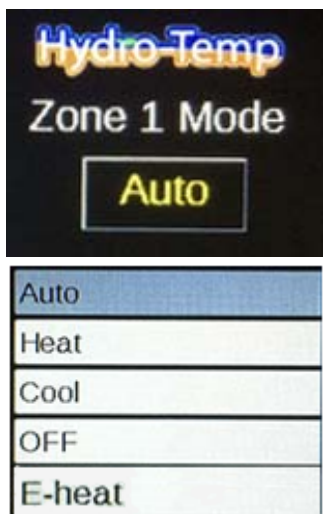 Hydro-Temp
Zone 1 Mode
Auto
Auto
Heat
Cool
OFF
E-heat